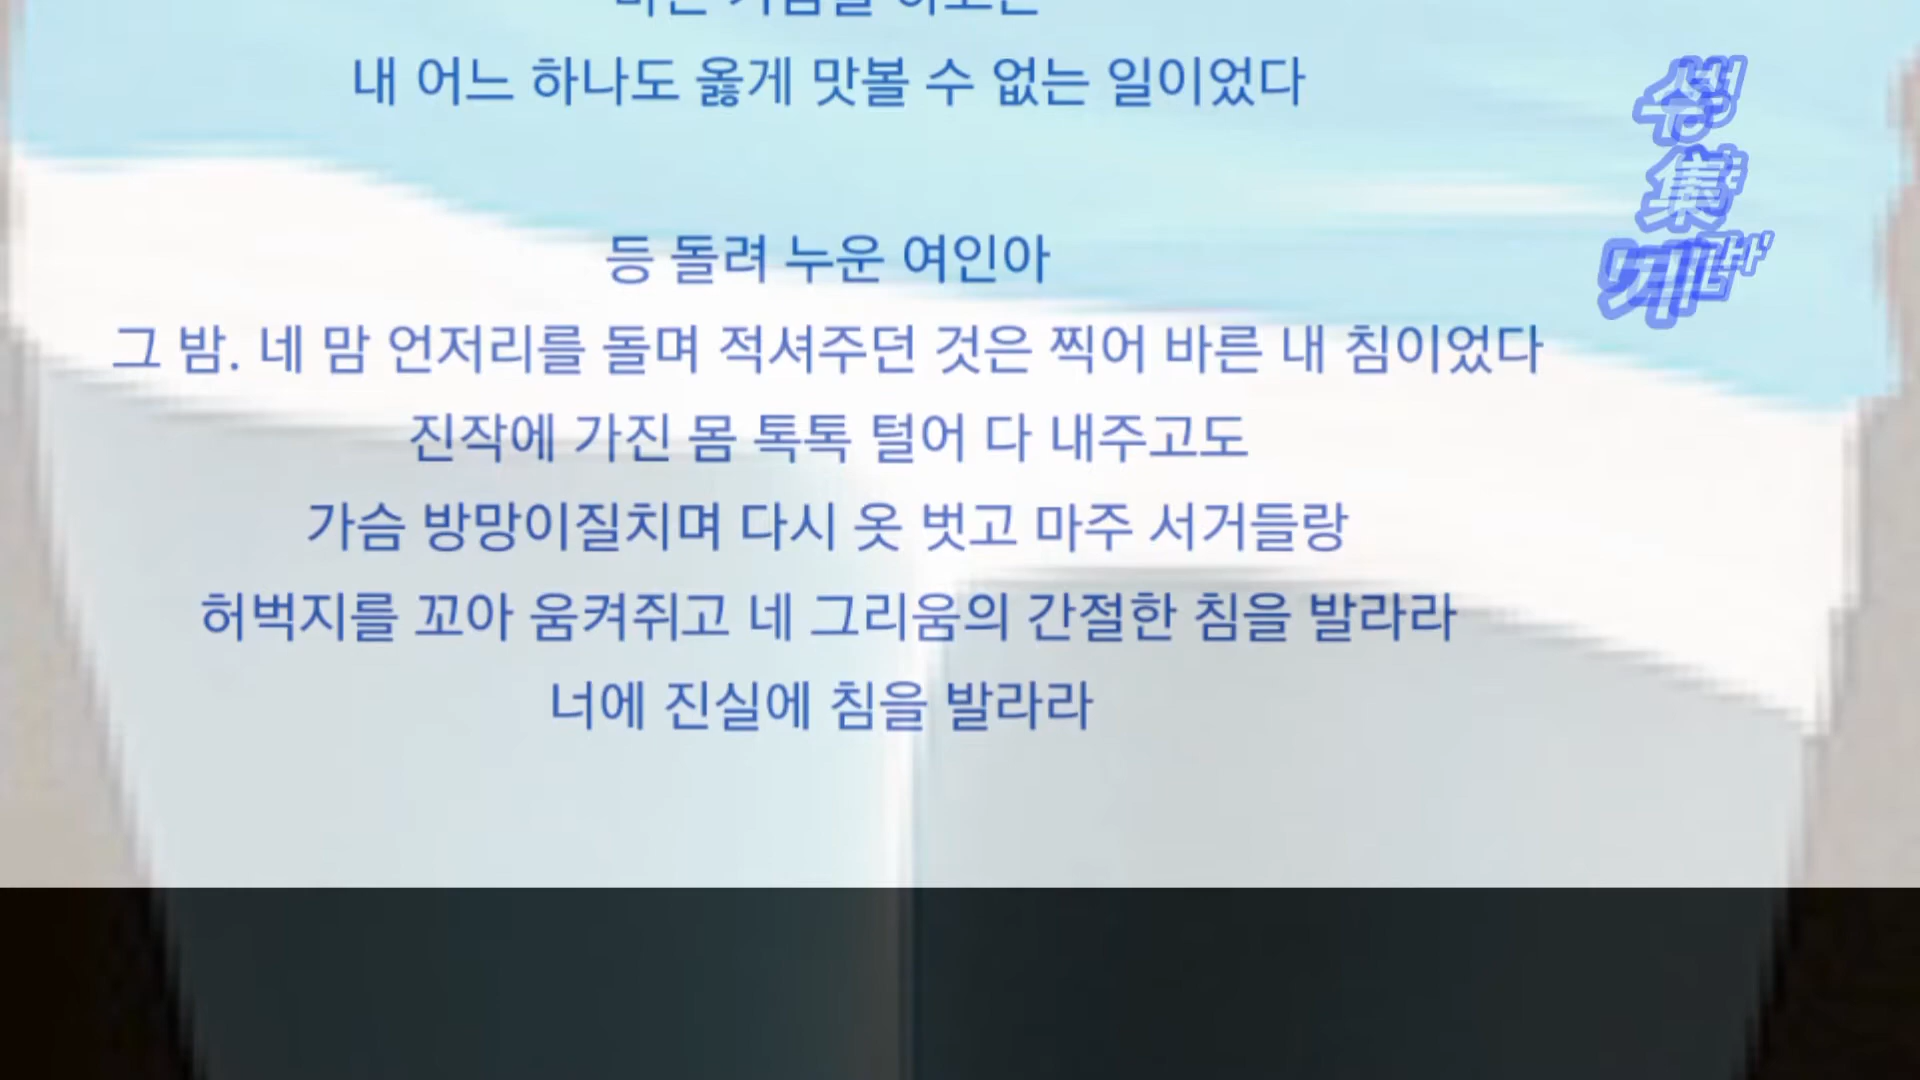 내 어느 하나도 옳게 맛볼 수 없는 일이었다
등 돌려 누운 여인아
그 밤. 네 맘 언저리를 돌며 적셔주던 것은 찍어 바른 내 침이었다
진작에 가진 몸 톡톡 털어 다 내주고도
가슴 방망이질치며 다시 옷 벗고 마주 서거들랑
허벅지를 꼬아 움켜쥐고 네 그리움의 간절한 침을 발라라
너에 진실에 침을 발라라